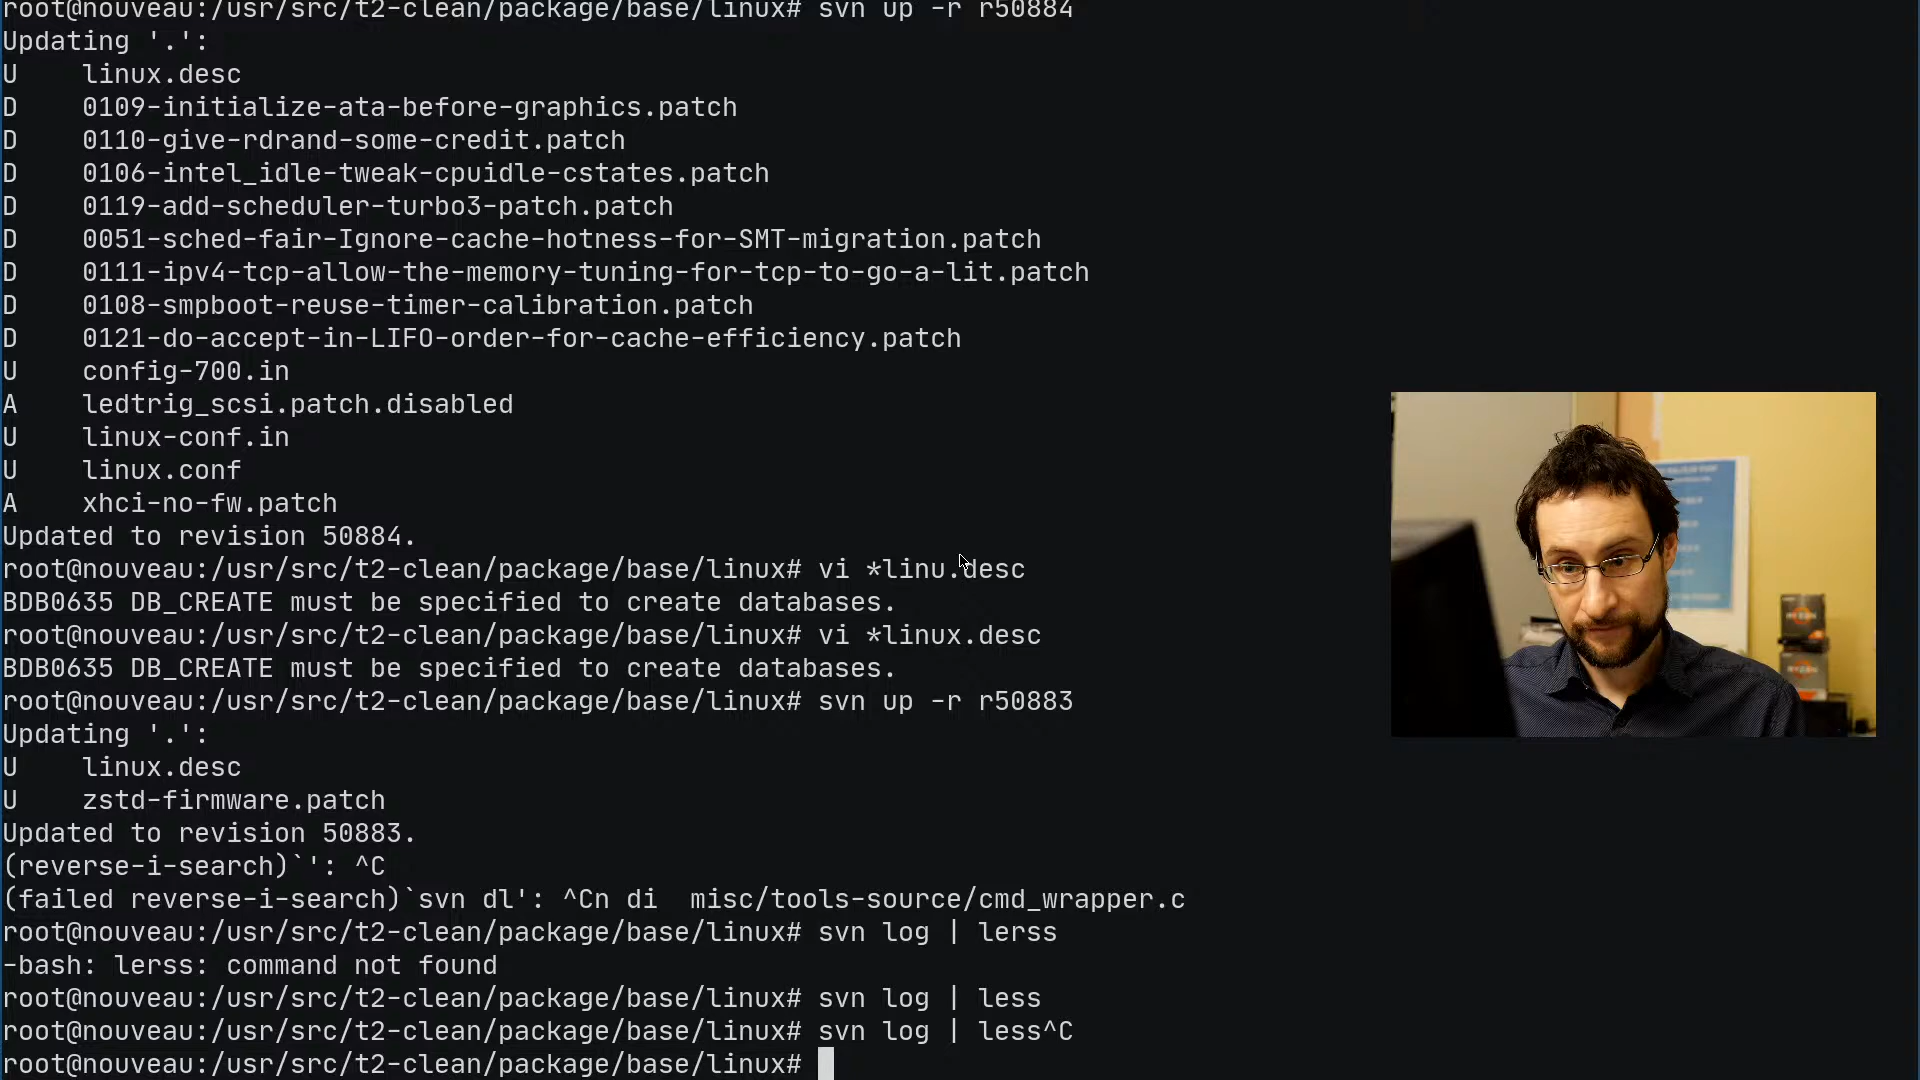 root@nouveau:/usr/src/t2-clean/package/base/linux# svn up -r r50884
Updating '.':
U    linux.desc
D    0109-initialize-ata-before-graphics.patch
D    0110-give-rdrand-some-credit.patch
D    0106-intel_idle-tweak-cpuidle-cstates.patch
D    0119-add-scheduler-turbo3-patch.patch
D    0051-sched-fair-Ignore-cache-hotness-for-SMT-migration.patch
D    0111-ipv4-tcp-allow-the-memory-tuning-for-tcp-to-go-a-lit.patch
D    0108-smpboot-reuse-timer-calibration.patch
D    0121-do-accept-in-LIFO-order-for-cache-efficiency.patch
U    config-700.in
A    ledtrig_scsi.patch.disabled
U    linux-conf.in
U    linux.conf
A    xhci-no-fw.patch
Updated to revision 50884.
root@nouveau:/usr/src/t2-clean/package/base/linux# vi *linu.desc
BDB0635 DB_CREATE must be specified to create databases.
root@nouveau:/usr/src/t2-clean/package/base/linux# vi *linux.desc
BDB0635 DB_CREATE must be specified to create databases.
root@nouveau:/usr/src/t2-clean/package/base/linux# svn up -r r50883
Updating '.':
U    linux.desc
U    zstd-firmware.patch
Updated to revision 50883.
(reverse-i-search)`': ^C
(failed reverse-i-search)`svn dl': ^Cn di  misc/tools-source/cmd_wrapper.c
root@nouveau:/usr/src/t2-clean/package/base/linux# svn log | lerss
-bash: lerss: command not found
root@nouveau:/usr/src/t2-clean/package/base/linux# svn log | less
root@nouveau:/usr/src/t2-clean/package/base/linux# svn log | less^C
root@nouveau:/usr/src/t2-clean/package/base/linux#